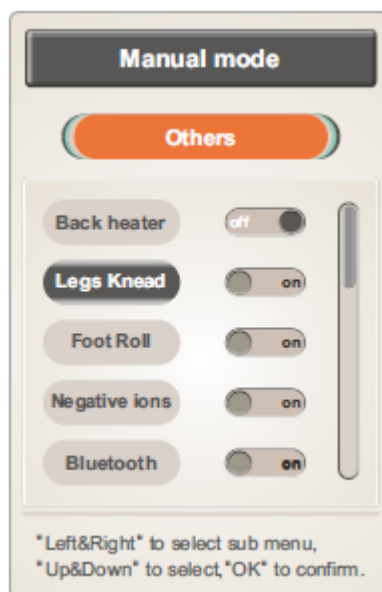 Manual mode
Others
Back heater off
Legs Knead on
Foot Roll on
Negative ions on
Bluetooth on
"Left&Right" to select sub menu,
"Up&Down" to select,"OK" to confirm.